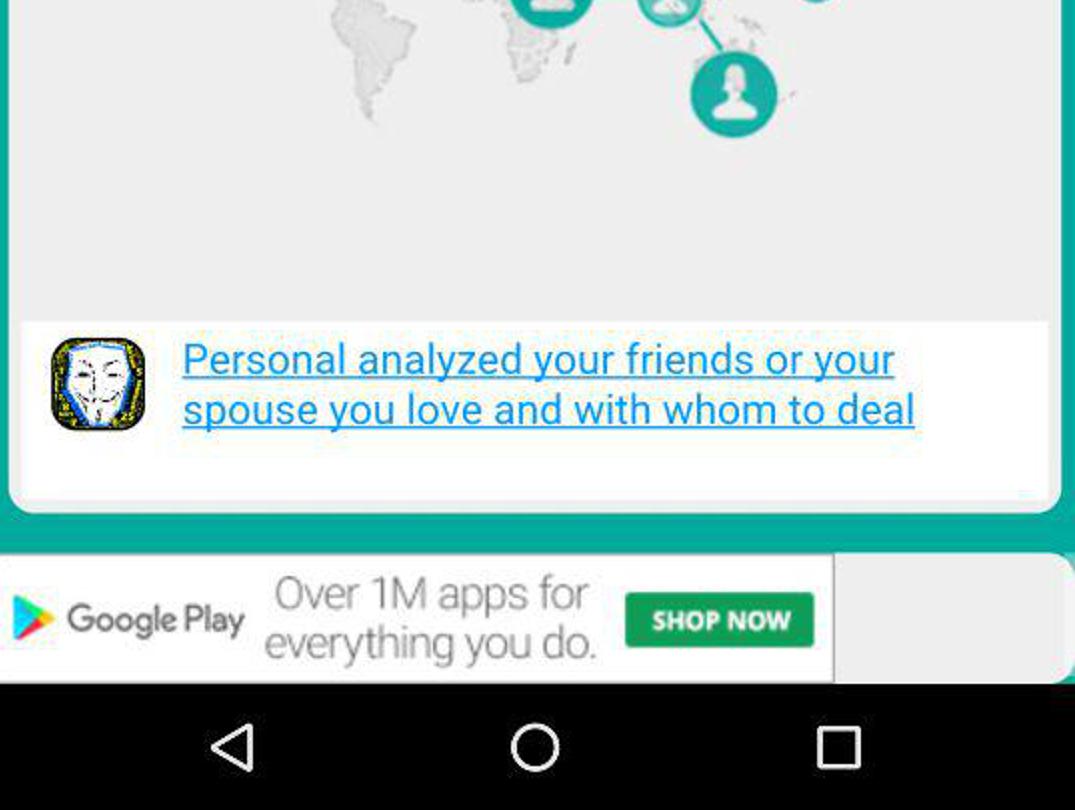 Personal analyzed your friends or your
spouse you love and with whom to deal
Google Play
Over 1M apps for
everything you do.
SHOP NOW